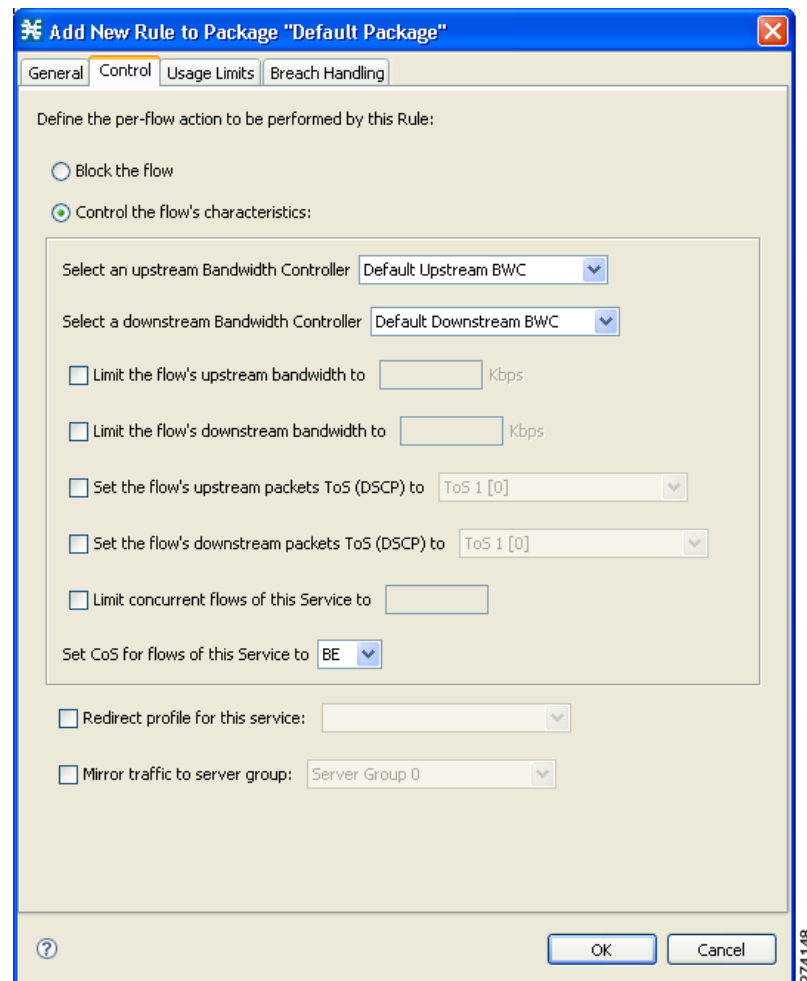 Add New Rule to Package "Default Package"
General Control Usage Limits Breach Handling
Define the per-flow action to be performed by this Rule:
Block the flow
Control the flow's characteristics:
Select an upstream Bandwidth Controller Default Upstream BWC
Select a downstream Bandwidth Controller Default Downstream BWC
Limit the flow's upstream bandwidth to Kbps
Limit the flow's downstream bandwidth to Kbps
Set the flow's upstream packets ToS (DSCP) to ToS 1 [0]
Set the flow's downstream packets ToS (DSCP) to ToS 1 [0]
Limit concurrent flows of this Service to
Set CoS for flows of this Service to BE
Redirect profile for this service:
Mirror traffic to server group: Server Group 0
? OK Cancel
274148